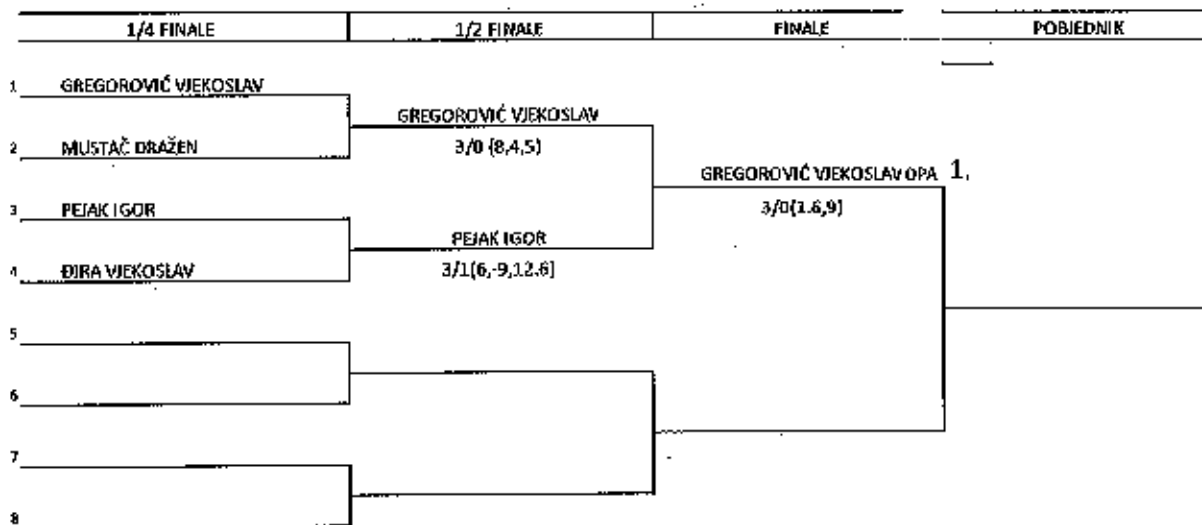 1/4 FINALE 1/2 FINALE FINALE POBJEDNIK
1 GREGOROVIĆ VJEKOSLAV
GREGOROVIĆ VJEKOSLAV
2 MUSTAČ DRAŽEN
3/0 (8,4,5)
GREGOROVIĆ VJEKOSLAV OPA 1.
3 PEJAK IGOR
3/0(1.6,9)
PEJAK IGOR
4 ĐIRA VJEKOSLAV
3/1(6,-9,12.6)
5
6
7
8